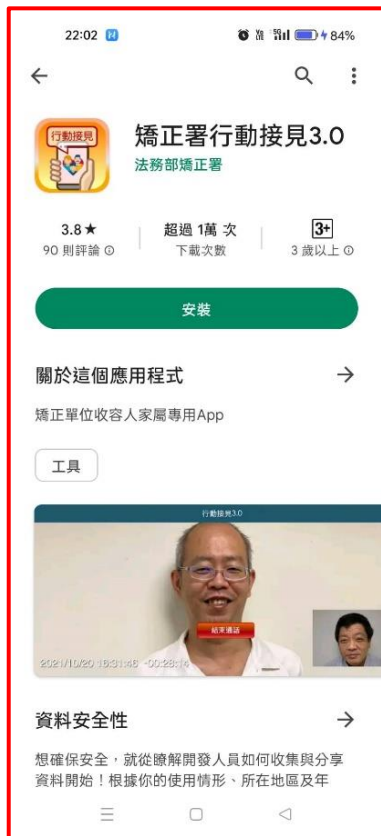 22:02
84%
行動接見
矯正署行動接見3.0
法務部矯正署
3.8★
90 則評論
超過 1萬 次
下載次數
3+
3 歲以上
安裝
關於這個應用程式
矯正單位收容人家屬專用App
工具
行動接見3.0
結束通話
2021/10/20 16:31:46 -00:28:14
資料安全性
想確保安全，就從瞭解開發人員如何收集與分享
資料開始！根據你的使用情形、所在地區及年